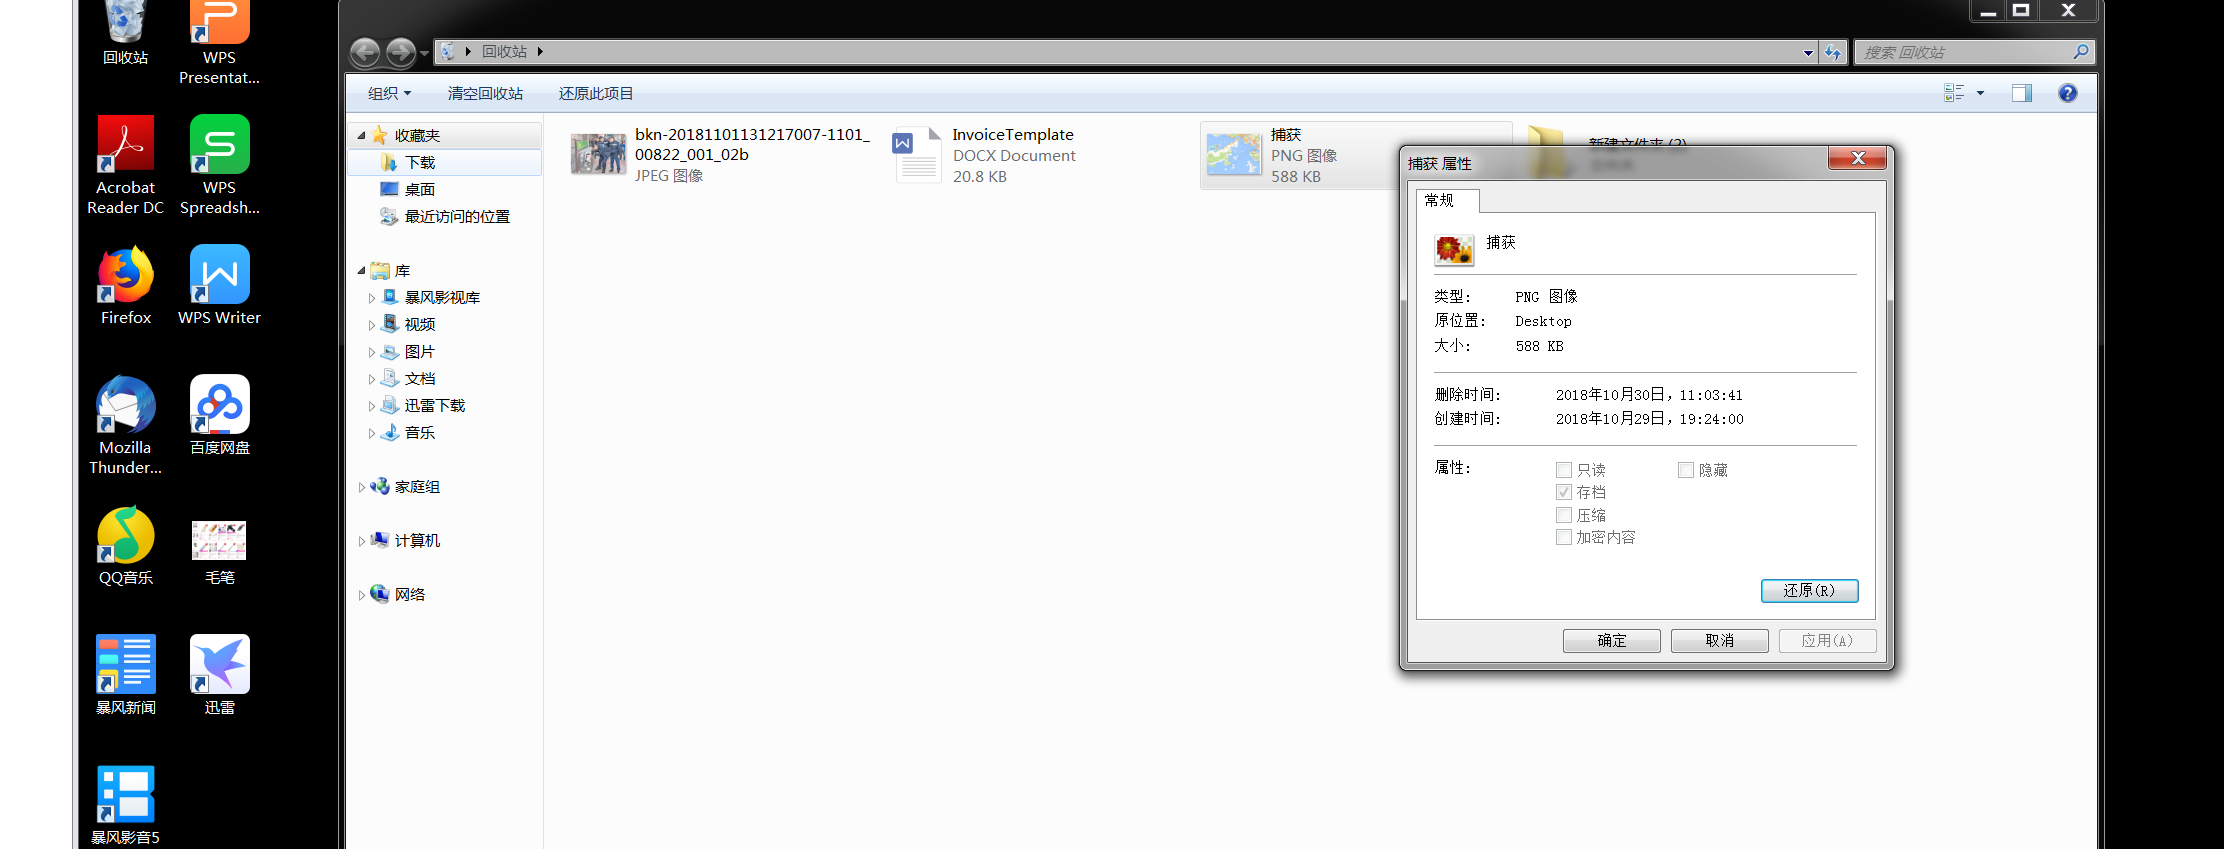 回收站
WPS
Presentat...
Acrobat
Reader DC
WPS
Spreadsh...
Firefox
WPS Writer
Mozilla
Thunder...
百度网盘
QQ音乐
毛笔
暴风新闻
迅雷
暴风影音5
回收站
搜索 回收站
组织
清空回收站
还原此项目
收藏夹
下载
桌面
最近访问的位置
库
暴风影视库
视频
图片
文档
迅雷下载
音乐
家庭组
计算机
网络
bkn-20181101131217007-1101_
00822_001_02b
JPEG 图像
InvoiceTemplate
DOCX Document
20.8 KB
捕获
PNG 图像
588 KB
新建文件夹 (2)
捕获 属性
常规
捕获
类型: PNG 图像
原位置: Desktop
大小: 588 KB
删除时间: 2018年10月30日, 11:03:41
创建时间: 2018年10月29日, 19:24:00
属性: 只读 隐藏
存档
压缩
加密内容
还原(R)
确定 取消 应用(A)